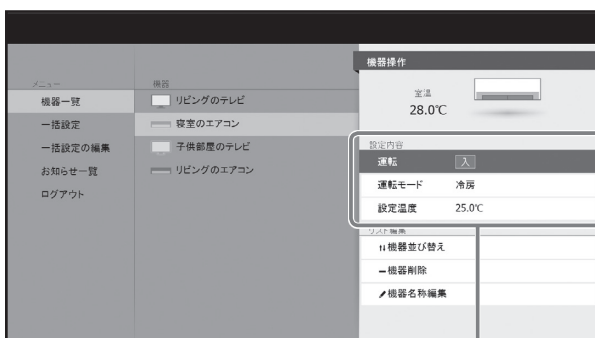 メニュー
機器一覧
一括設定
一括設定の編集
お知らせ一覧
ログアウト
機器
リビングのテレビ
寝室のエアコン
子供部屋のテレビ
リビングのエアコン
機器操作
室温
28.0℃
設定内容
運転 入
運転モード 冷房
設定温度 25.0℃
リスト編集
機器並び替え
機器削除
機器名称編集